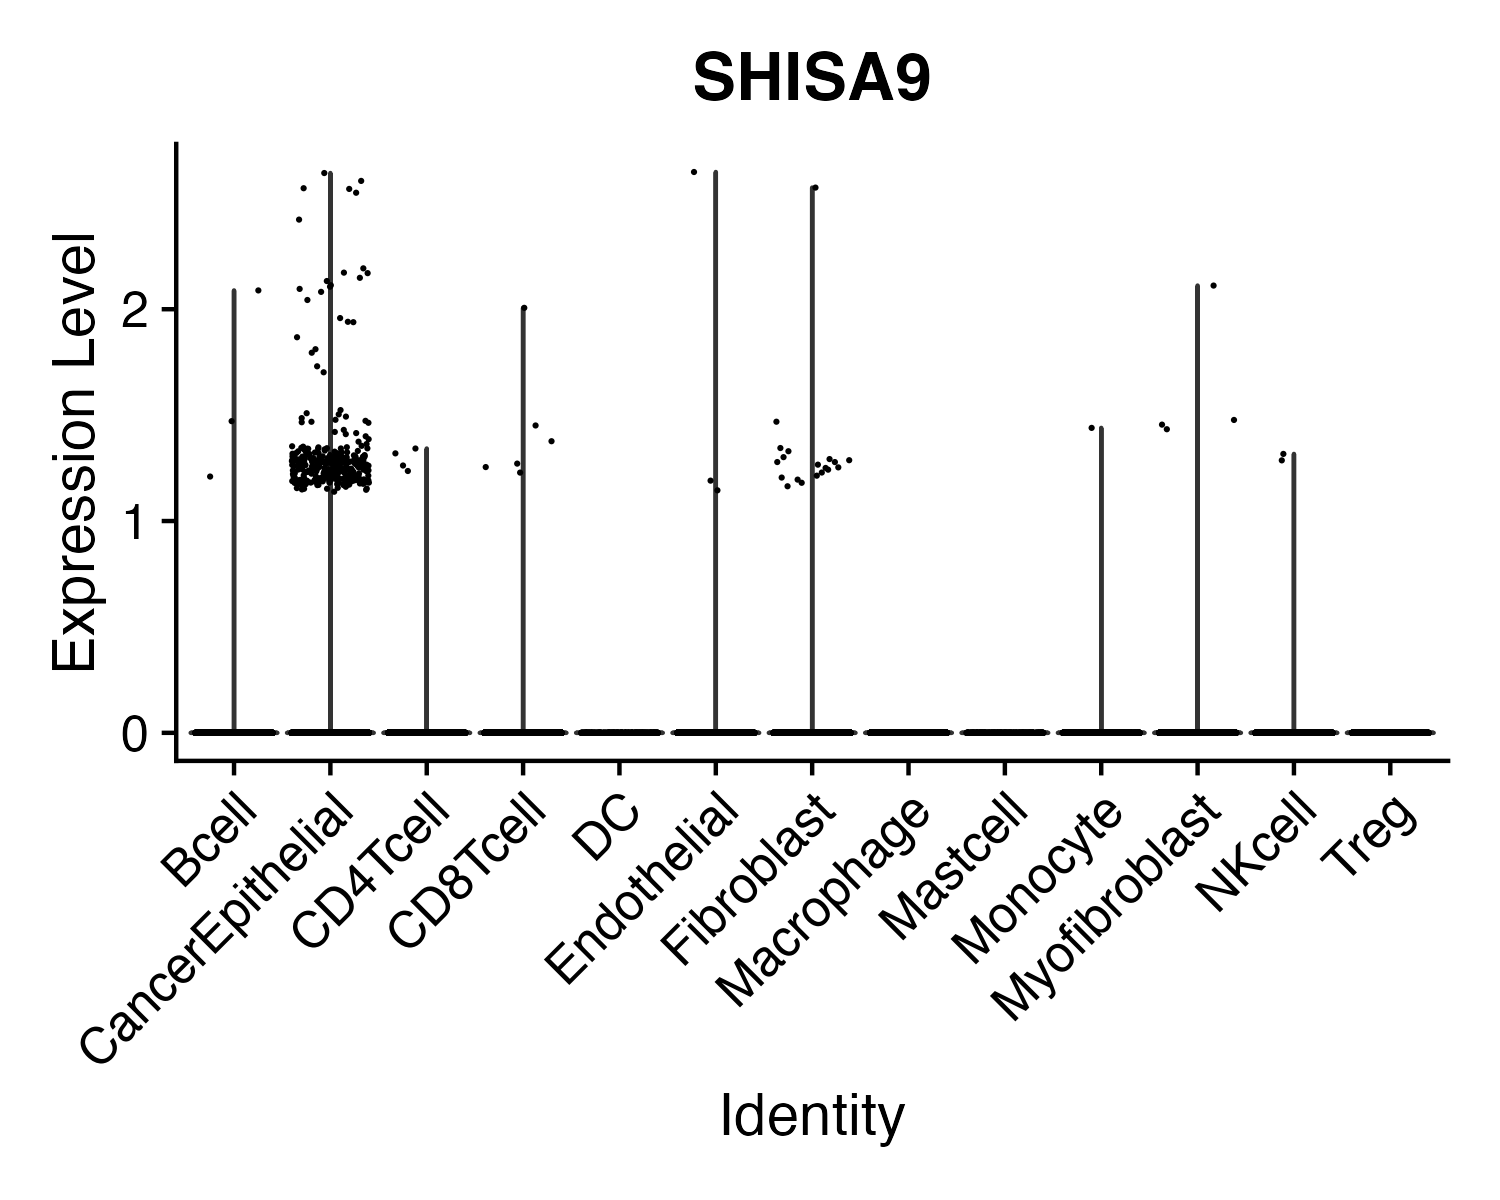 SHISA9
Expression Level
2
1
0
Bcell
CancerEpithelial
CD4Tcell
CD8Tcell
DC
Endothelial
Fibroblast
Macrophage
Mastcell
Monocyte
Myofibroblast
NKcell
Treg
Identity